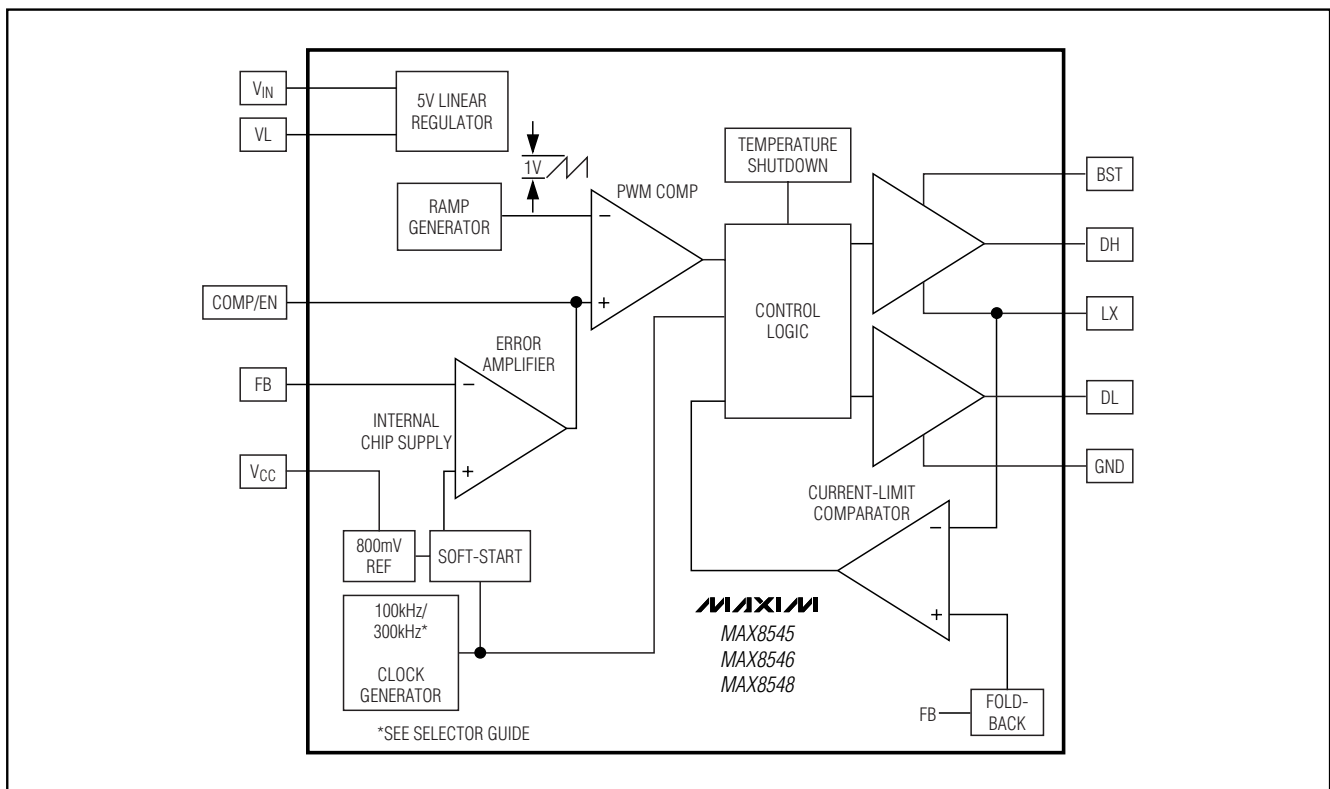 VIN
VL
5V LINEAR
REGULATOR
1V
RAMP
GENERATOR
−
PWM COMP
+
TEMPERATURE
SHUTDOWN
CONTROL
LOGIC
BST
DH
LX
DL
GND
COMP/EN
FB
VCC
ERROR
AMPLIFIER
−
+
INTERNAL
CHIP SUPPLY
800mV
REF
SOFT-START
100kHz/
300kHz*
CLOCK
GENERATOR
*SEE SELECTOR GUIDE
CURRENT-LIMIT
COMPARATOR
−
+
MAXIM
MAX8545
MAX8546
MAX8548
FB
FOLD-
BACK